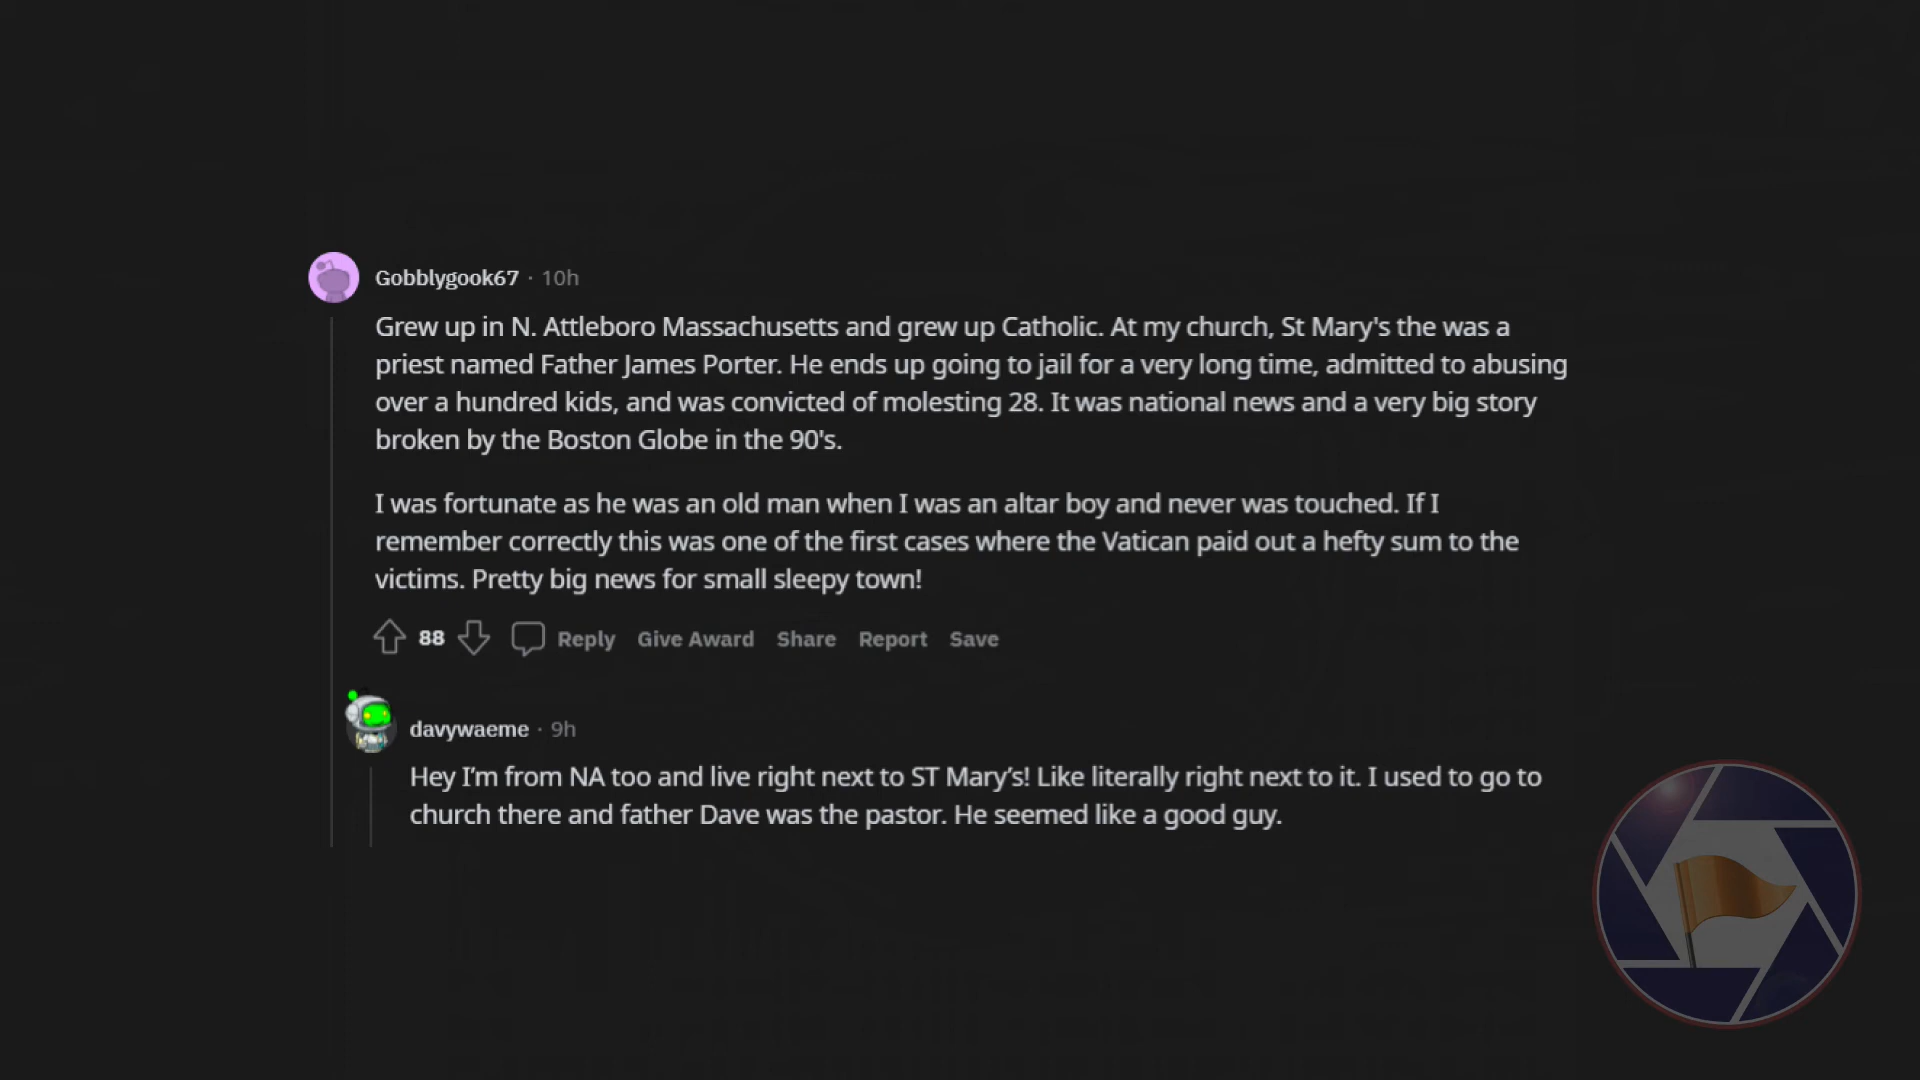 Gobblygook67 · 10h
Grew up in N. Attleboro Massachusetts and grew up Catholic. At my church, St Mary's the was a
priest named Father James Porter. He ends up going to jail for a very long time, admitted to abusing
over a hundred kids, and was convicted of molesting 28. It was national news and a very big story
broken by the Boston Globe in the 90's.
I was fortunate as he was an old man when I was an altar boy and never was touched. If I
remember correctly this was one of the first cases where the Vatican paid out a hefty sum to the
victims. Pretty big news for small sleepy town!
88 Reply Give Award Share Report Save
davywaeme · 9h
Hey I’m from NA too and live right next to ST Mary’s! Like literally right next to it. I used to go to
church there and father Dave was the pastor. He seemed like a good guy.